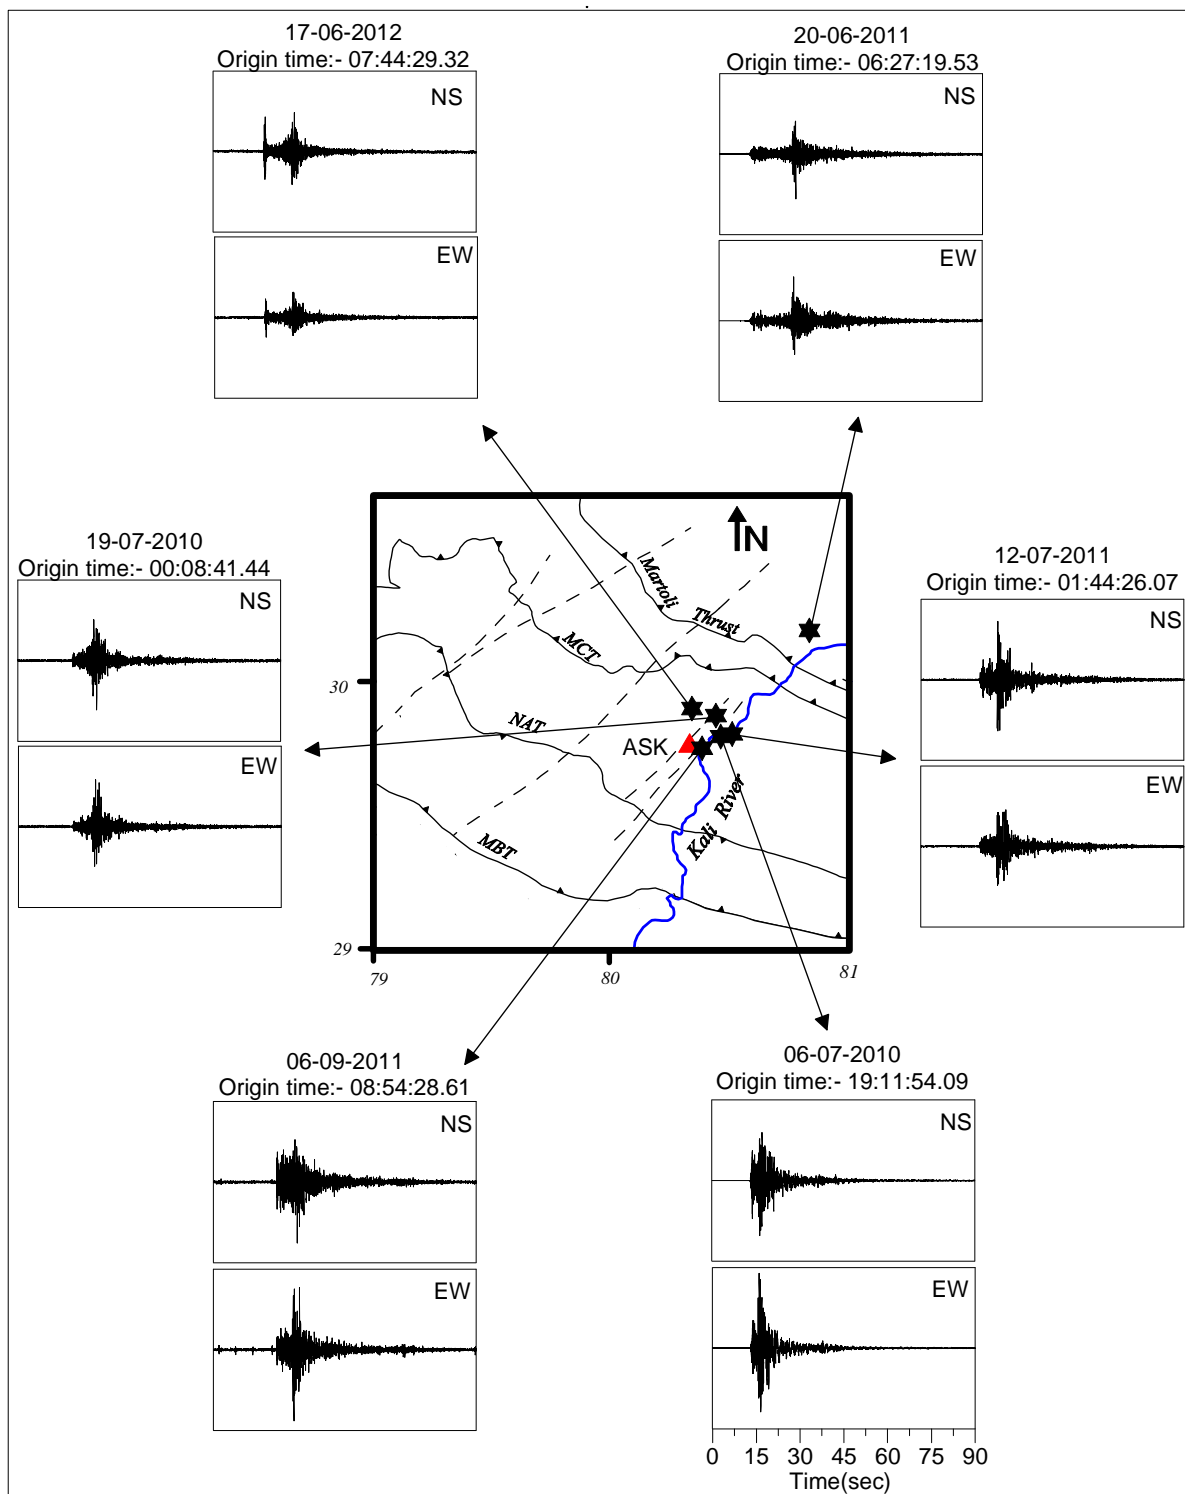 17-06-2012
Origin time:- 07:44:29.32
NS
EW
20-06-2011
Origin time:- 06:27:19.53
NS
EW
19-07-2010
Origin time:- 00:08:41.44
NS
EW
12-07-2011
Origin time:- 01:44:26.07
NS
EW
N
Martoli Thrust
MCT
NAT
ASK
MBT
Kali River
30
29
79
80
81
06-09-2011
Origin time:- 08:54:28.61
NS
EW
06-07-2010
Origin time:- 19:11:54.09
NS
EW
0 15 30 45 60 75 90
Time(sec)